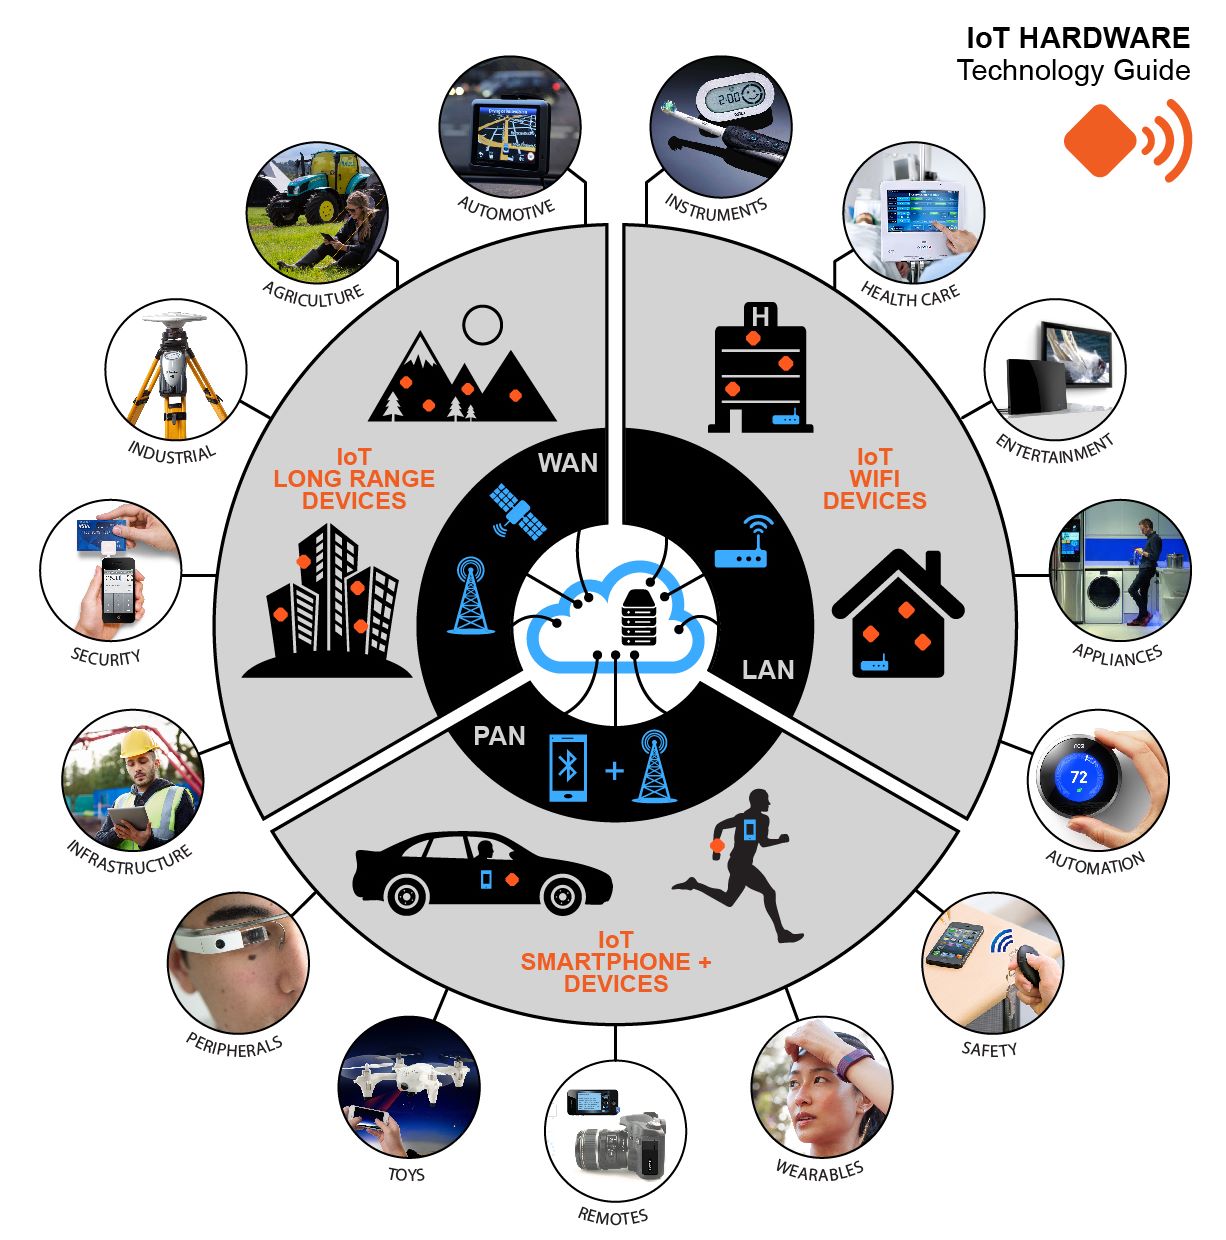 IoT HARDWARE
Technology Guide
AUTOMOTIVE
INSTRUMENTS
2:00
AGRICULTURE
HEALTH CARE
H
INDUSTRIAL
ENTERTAINMENT
WAN
IoT
LONG RANGE
DEVICES
IoT
WIFI
DEVICES
SECURITY
APPLIANCES
LAN
PAN
+
72
INFRASTRUCTURE
AUTOMATION
IoT
SMARTPHONE +
DEVICES
PERIPHERALS
SAFETY
TOYS
WEARABLES
REMOTES